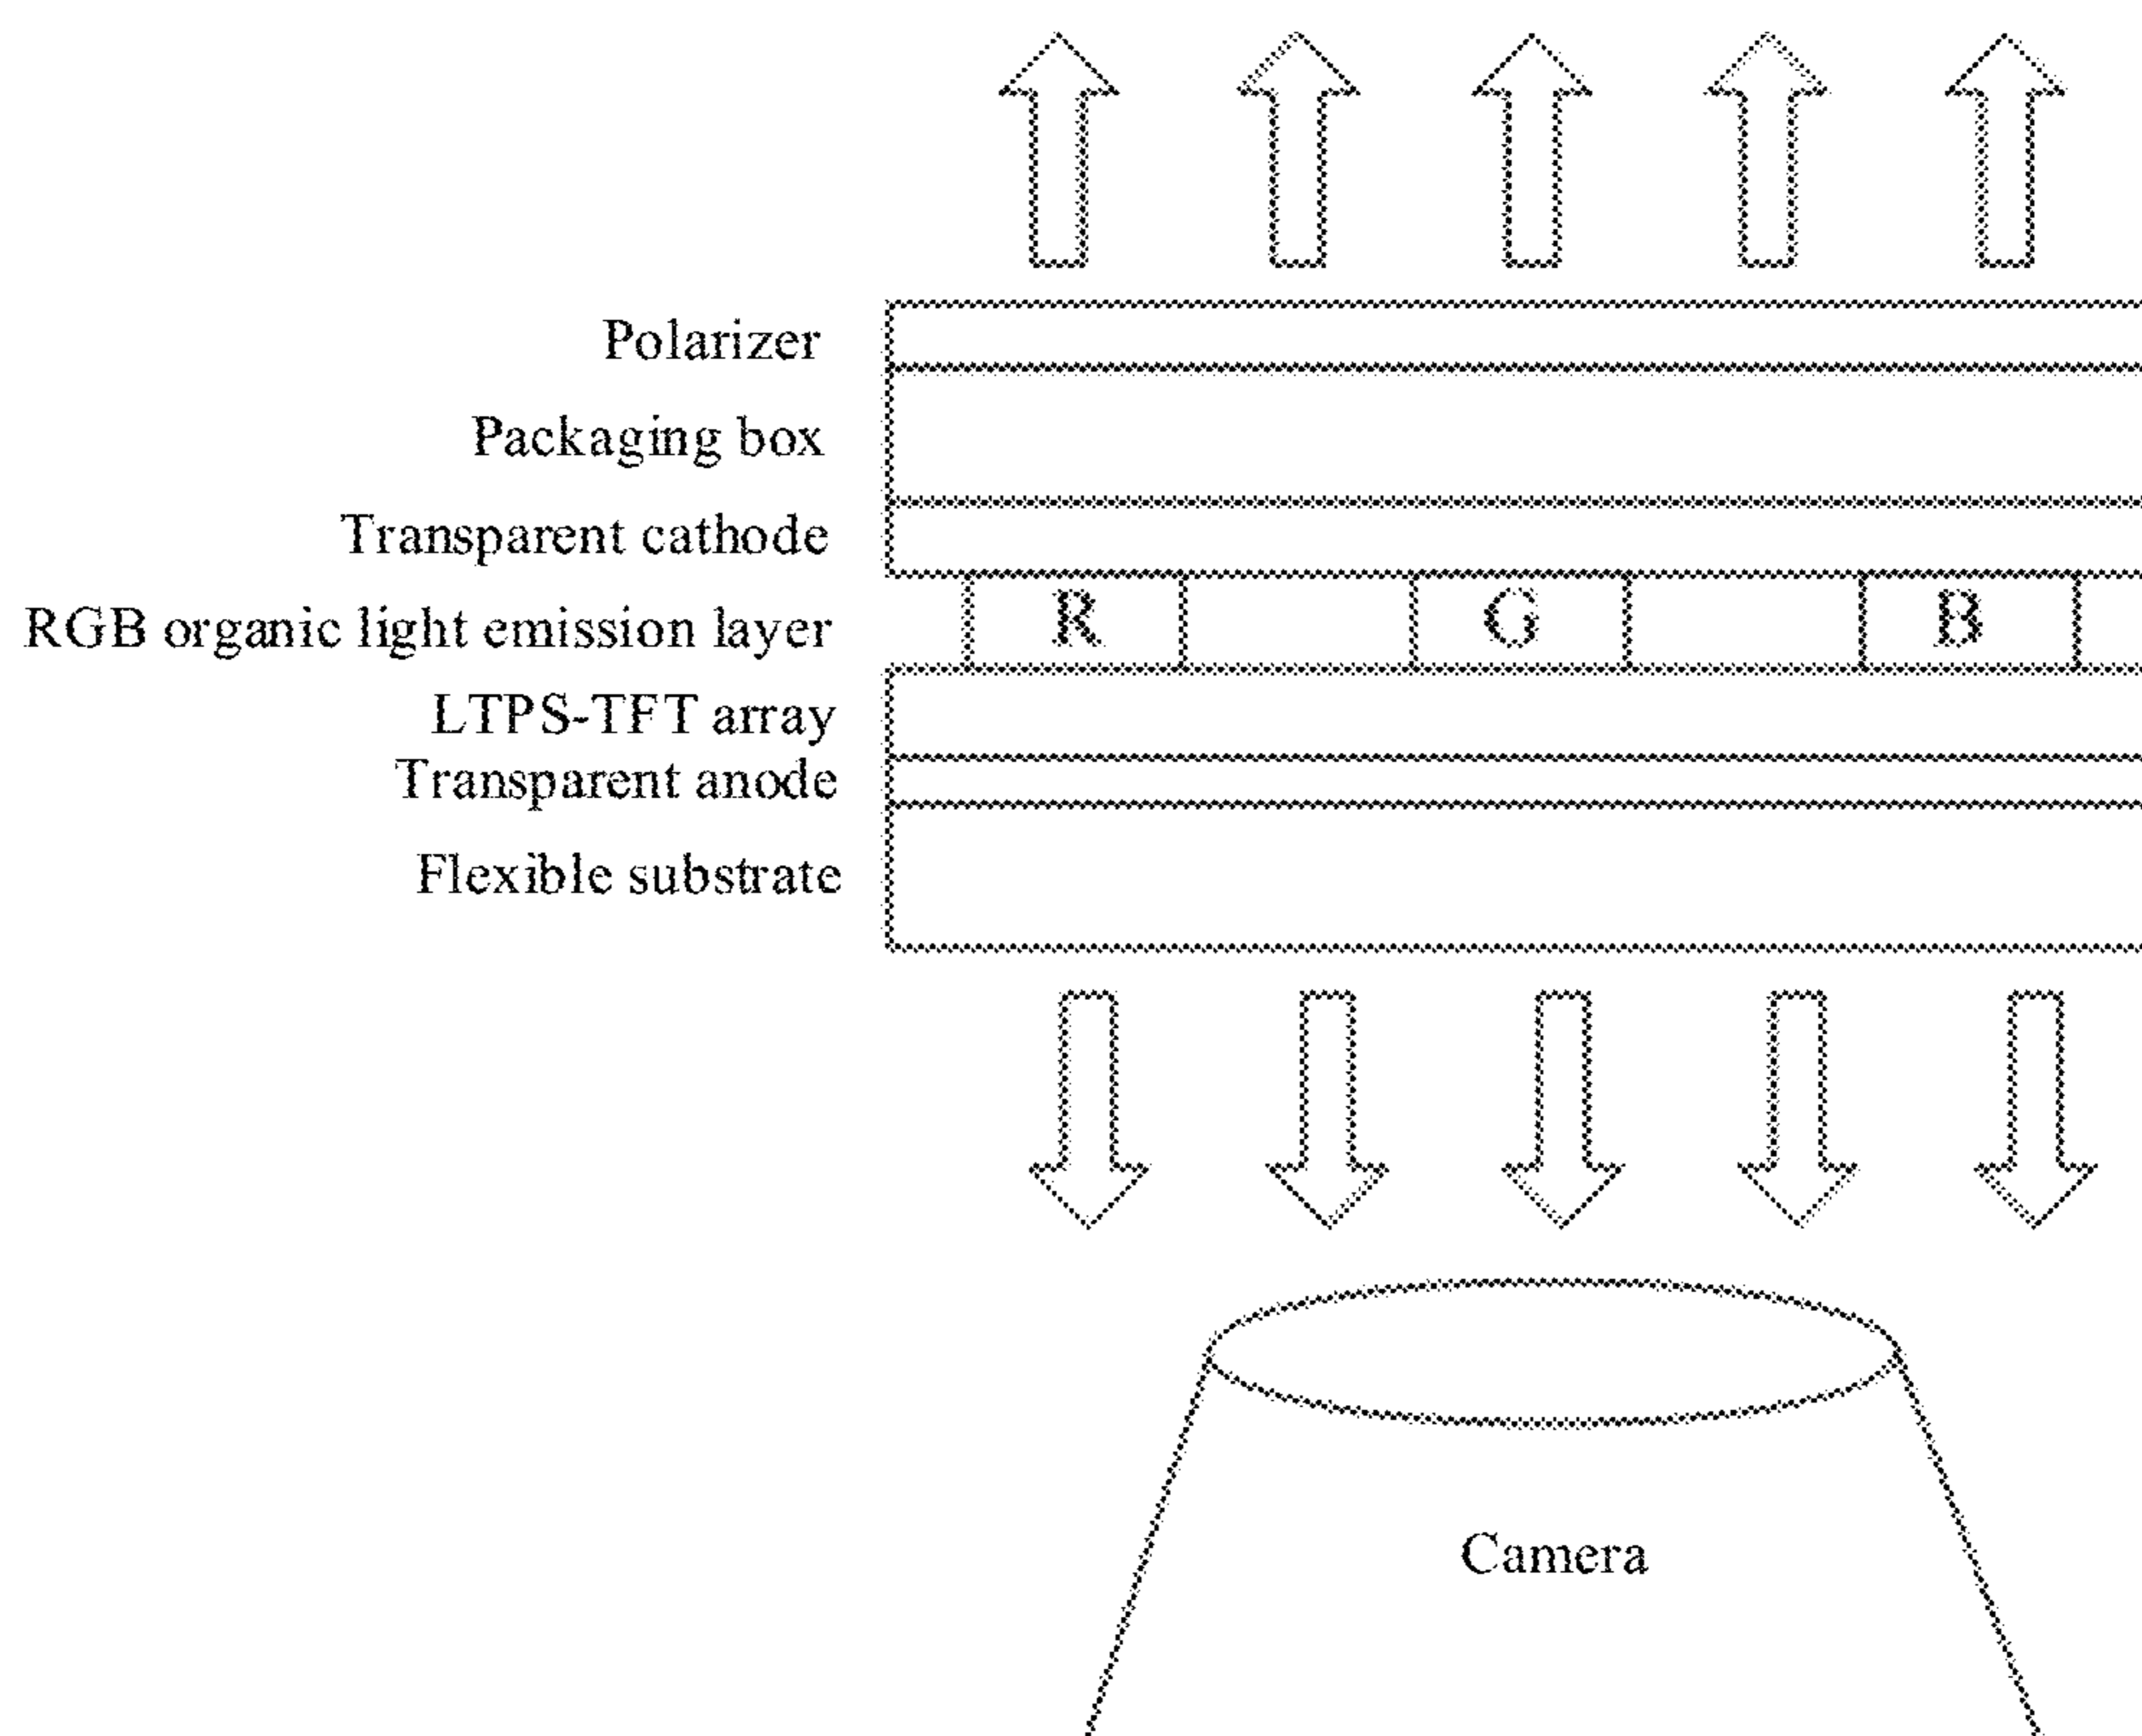 Polarizer
Packaging box
Transparent cathode
RGB organic light emission layer R G B
LTPS-TFT array
Transparent anode
Flexible substrate
Camera